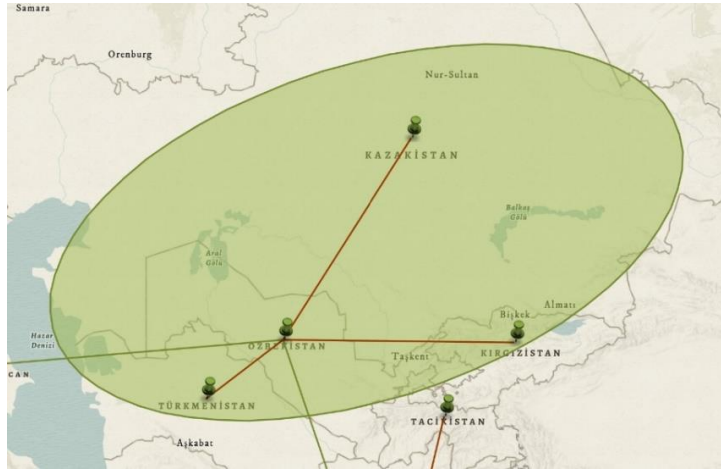 Samara
Orenburg
Nur-Sultan
KAZAKİSTAN
Balkaş
Gölü
Aral
Gölü
Almatı
Bişkek
Hazar
Denizi
ÖZBEKİSTAN
KIRGIZİSTAN
Taşkent
CAN
TÜRKMENİSTAN
TACİKİSTAN
Aşkabat